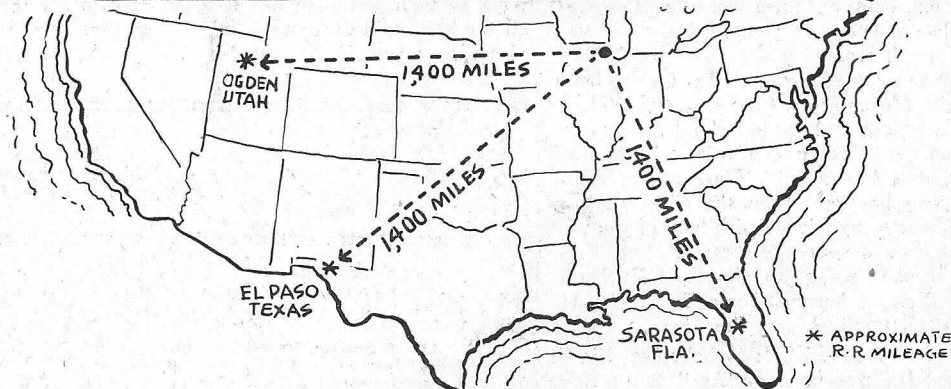 1,400 MILES
OGDEN
UTAH
1,400 MILES
1,400 MILES
EL PASO
TEXAS
SARASOTA
FLA.
* APPROXIMATE
R-R MILEAGE